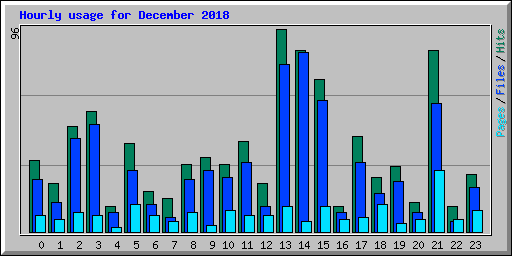 Hourly usage for December 2018
96
Pages/Files/Hits
0 1 2 3 4 5 6 7 8 9 10 11 12 13 14 15 16 17 18 19 20 21 22 23